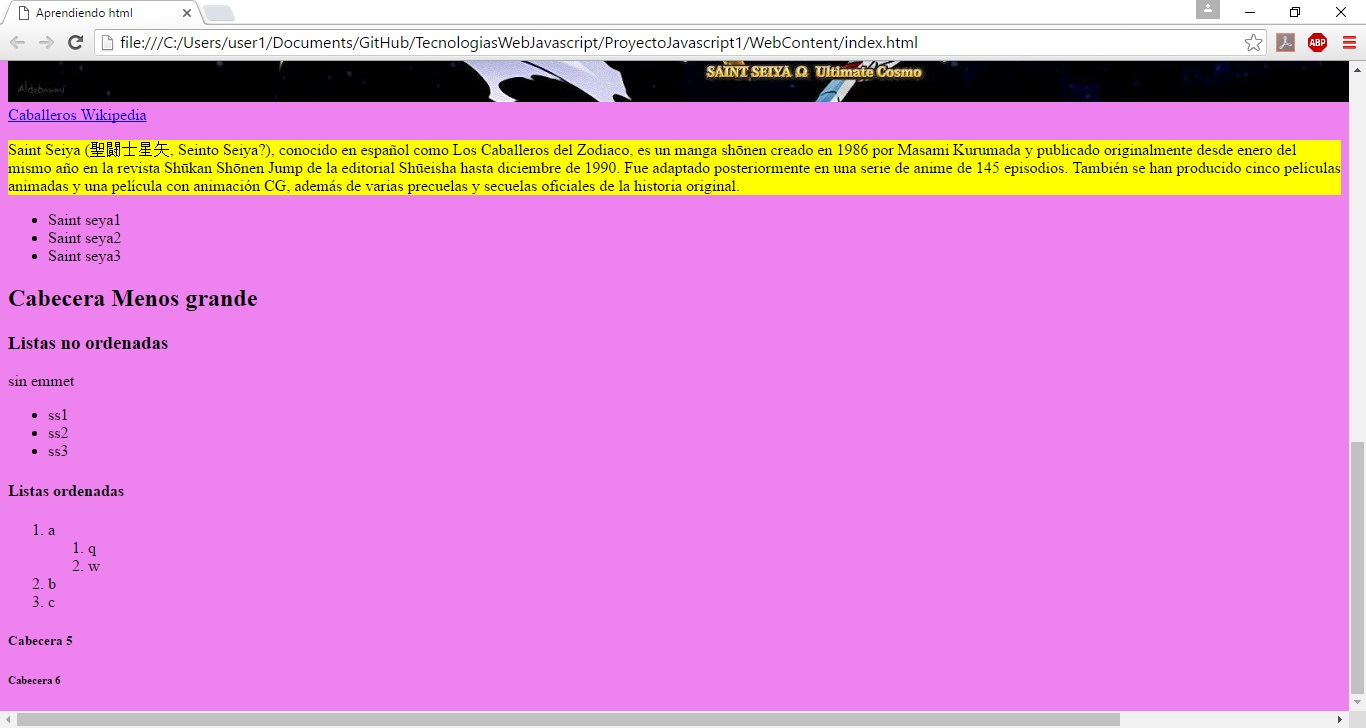 Aprendiendo html
file:///C:/Users/user1/Documents/GitHub/TecnologiasWebJavascript/ProyectoJavascript1/WebContent/index.html
ABP
SAINT SEIYA Ω Ultimate Cosmo
Caballeros Wikipedia
Saint Seiya (聖闘士星矢, Seinto Seiya?), conocido en español como Los Caballeros del Zodiaco, es un manga shōnen creado en 1986 por Masami Kurumada y publicado originalmente desde enero del
mismo año en la revista Shūkan Shōnen Jump de la editorial Shūeisha hasta diciembre de 1990. Fue adaptado posteriormente en una serie de anime de 145 episodios. También se han producido cinco películas
animadas y una película con animación CG, además de varias precuelas y secuelas oficiales de la historia original.
Saint seya1
Saint seya2
Saint seya3
Cabecera Menos grande
Listas no ordenadas
sin emmet
ss1
ss2
ss3
Listas ordenadas
1. a
1. q
2. w
2. b
3. c
Cabecera 5
Cabecera 6